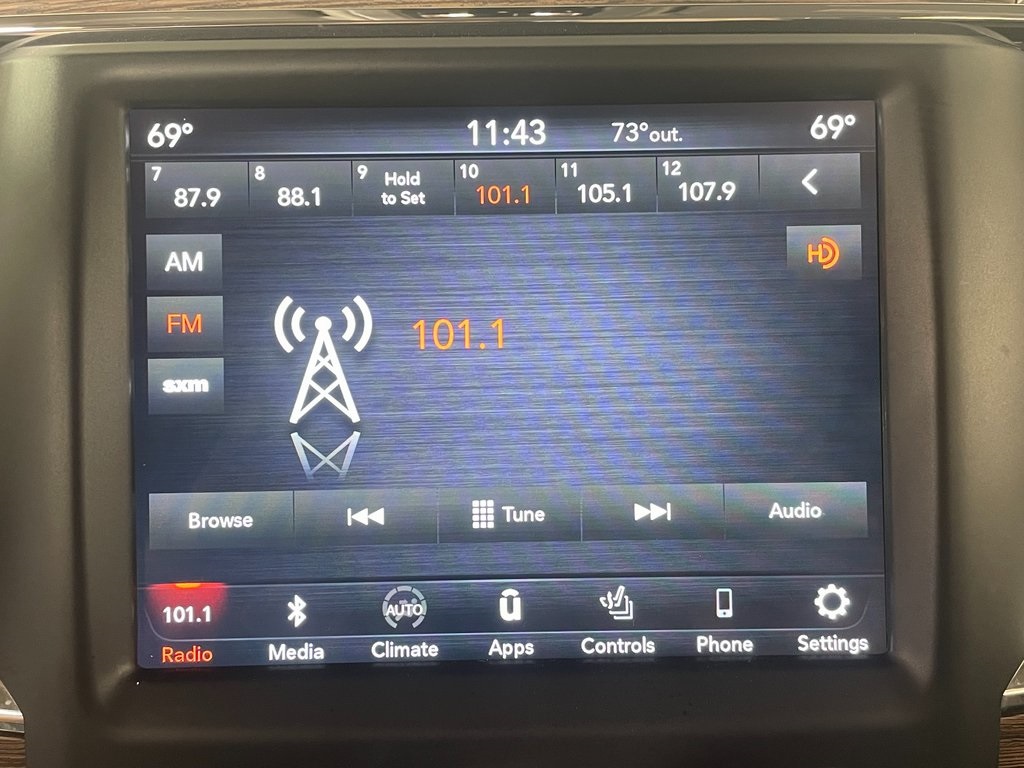 69° 11:43 73°out. 69°
7 8 9 Hold 10 11 12
87.9 88.1 to Set 101.1 105.1 107.9
AM HD
FM 101.1
sxm
Browse Tune Audio
101.1 AUTO ū
Radio Media Climate Apps Controls Phone Settings